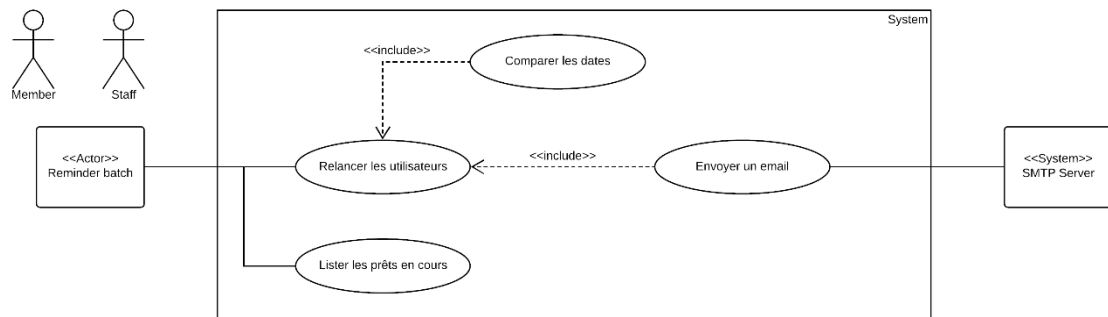 System
<<include>>
Comparer les dates
Member
Staff
<<Actor>>
Reminder batch
Relancer les utilisateurs
<<include>>
Envoyer un email
<<System>>
SMTP Server
Lister les prêts en cours